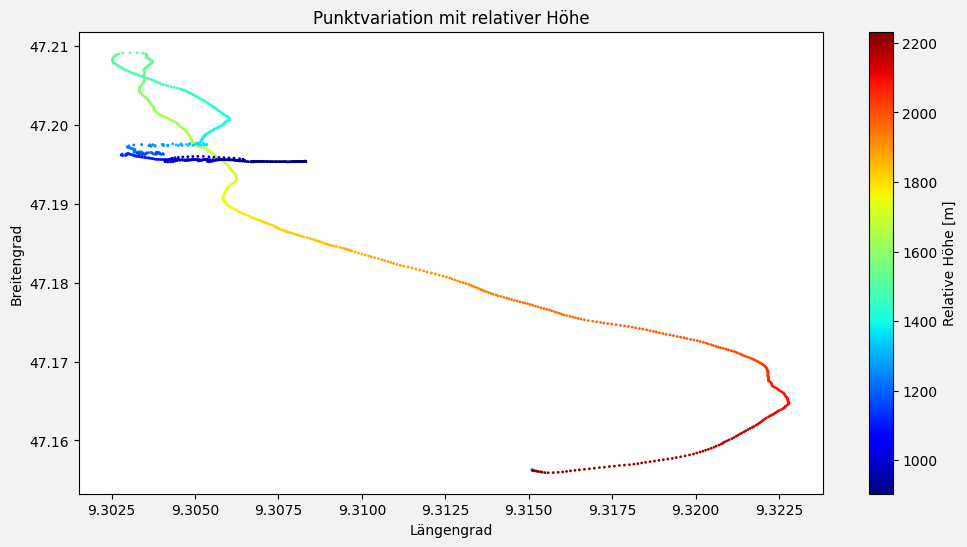 Punktvariation mit relativer Höhe
47.21
47.20
47.19
47.18
47.17
47.16
Breitengrad
9.3025 9.3050 9.3075 9.3100 9.3125 9.3150 9.3175 9.3200 9.3225
Längengrad
2200
2000
1800
1600
1400
1200
1000
Relative Höhe [m]